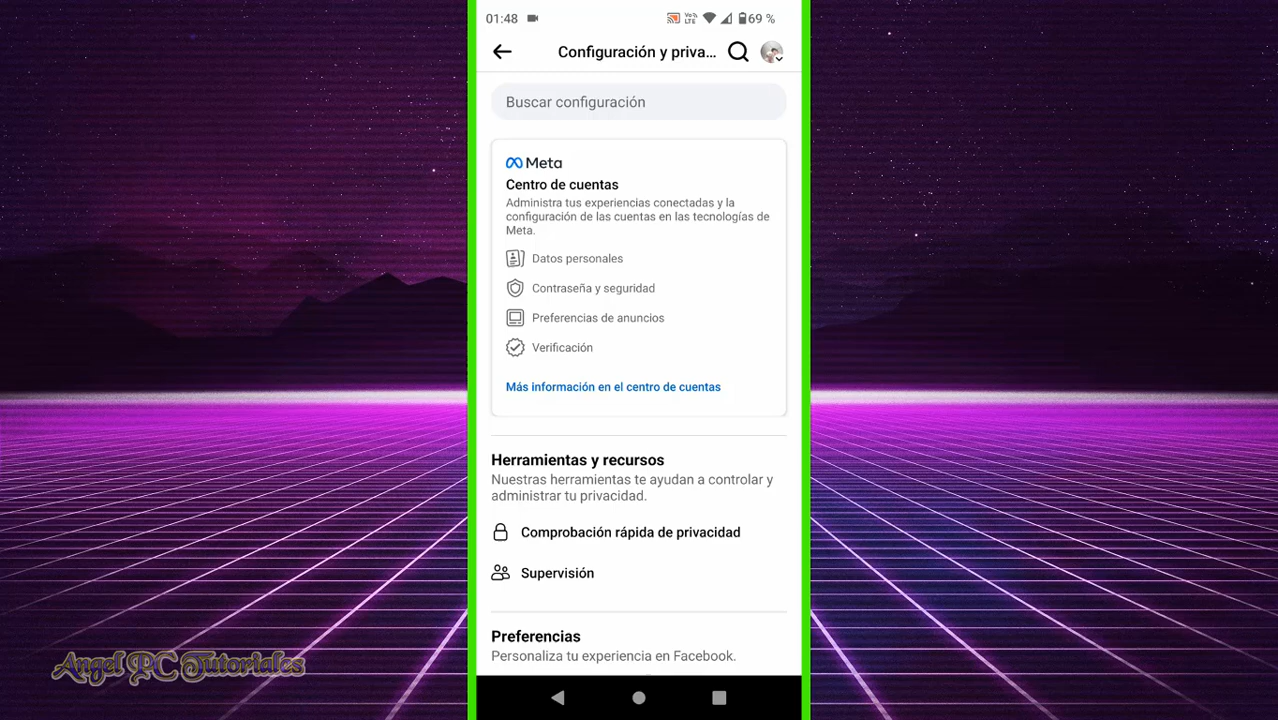 01:48
Vo)) LTE
69 %
Configuración y priva...
Buscar configuración
Meta
Centro de cuentas
Administra tus experiencias conectadas y la
configuración de las cuentas en las tecnologías de
Meta.
Datos personales
Contraseña y seguridad
Preferencias de anuncios
Verificación
Más información en el centro de cuentas
Herramientas y recursos
Nuestras herramientas te ayudan a controlar y
administrar tu privacidad.
Comprobación rápida de privacidad
Supervisión
Preferencias
Personaliza tu experiencia en Facebook.
Angel PC Tutoriales